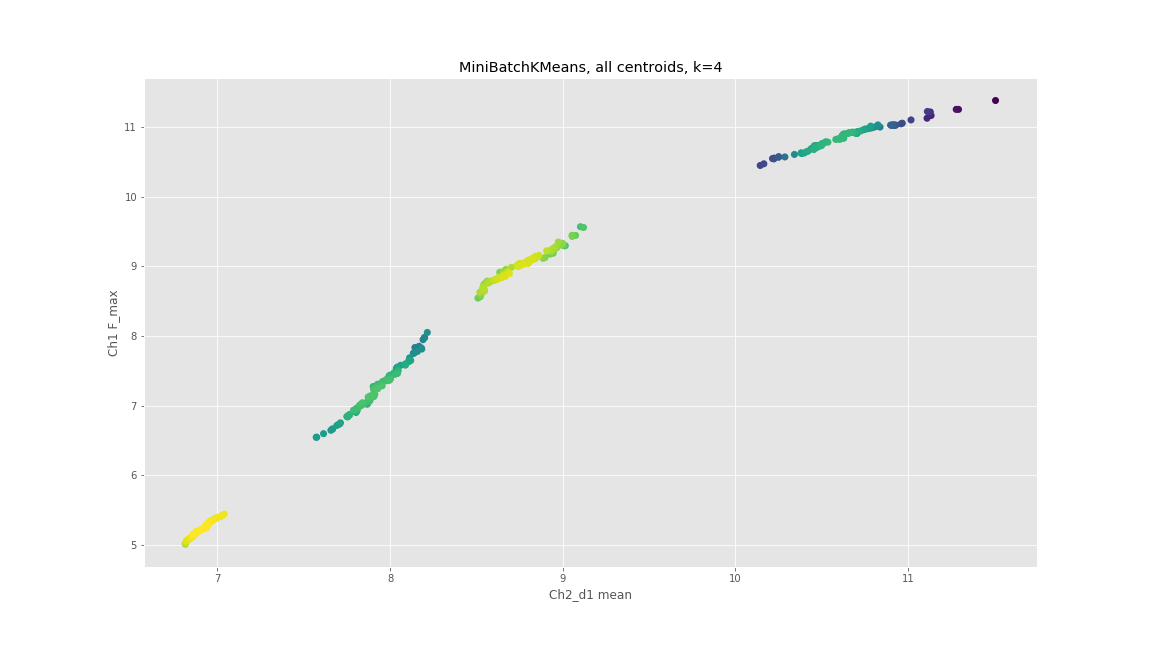 MiniBatchKMeans, all centroids, k=4
Ch1 F_max
11
10
9
8
7
6
5
7 8 9 10 11
Ch2_d1 mean